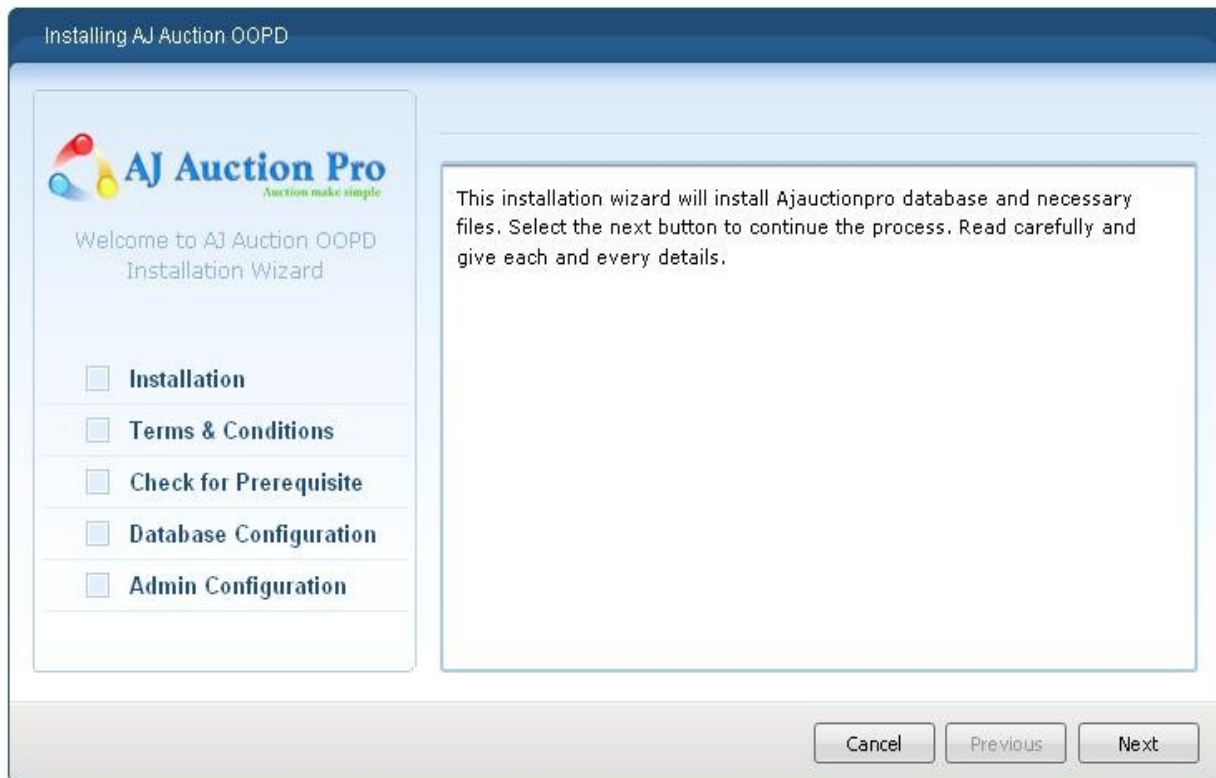 Installing AJ Auction OOPD
AJ Auction Pro
Auction make simple
Welcome to AJ Auction OOPD
Installation Wizard
Installation
Terms & Conditions
Check for Prerequisite
Database Configuration
Admin Configuration
This installation wizard will install Ajauctionpro database and necessary
files. Select the next button to continue the process. Read carefully and
give each and every details.
Cancel
Previous
Next